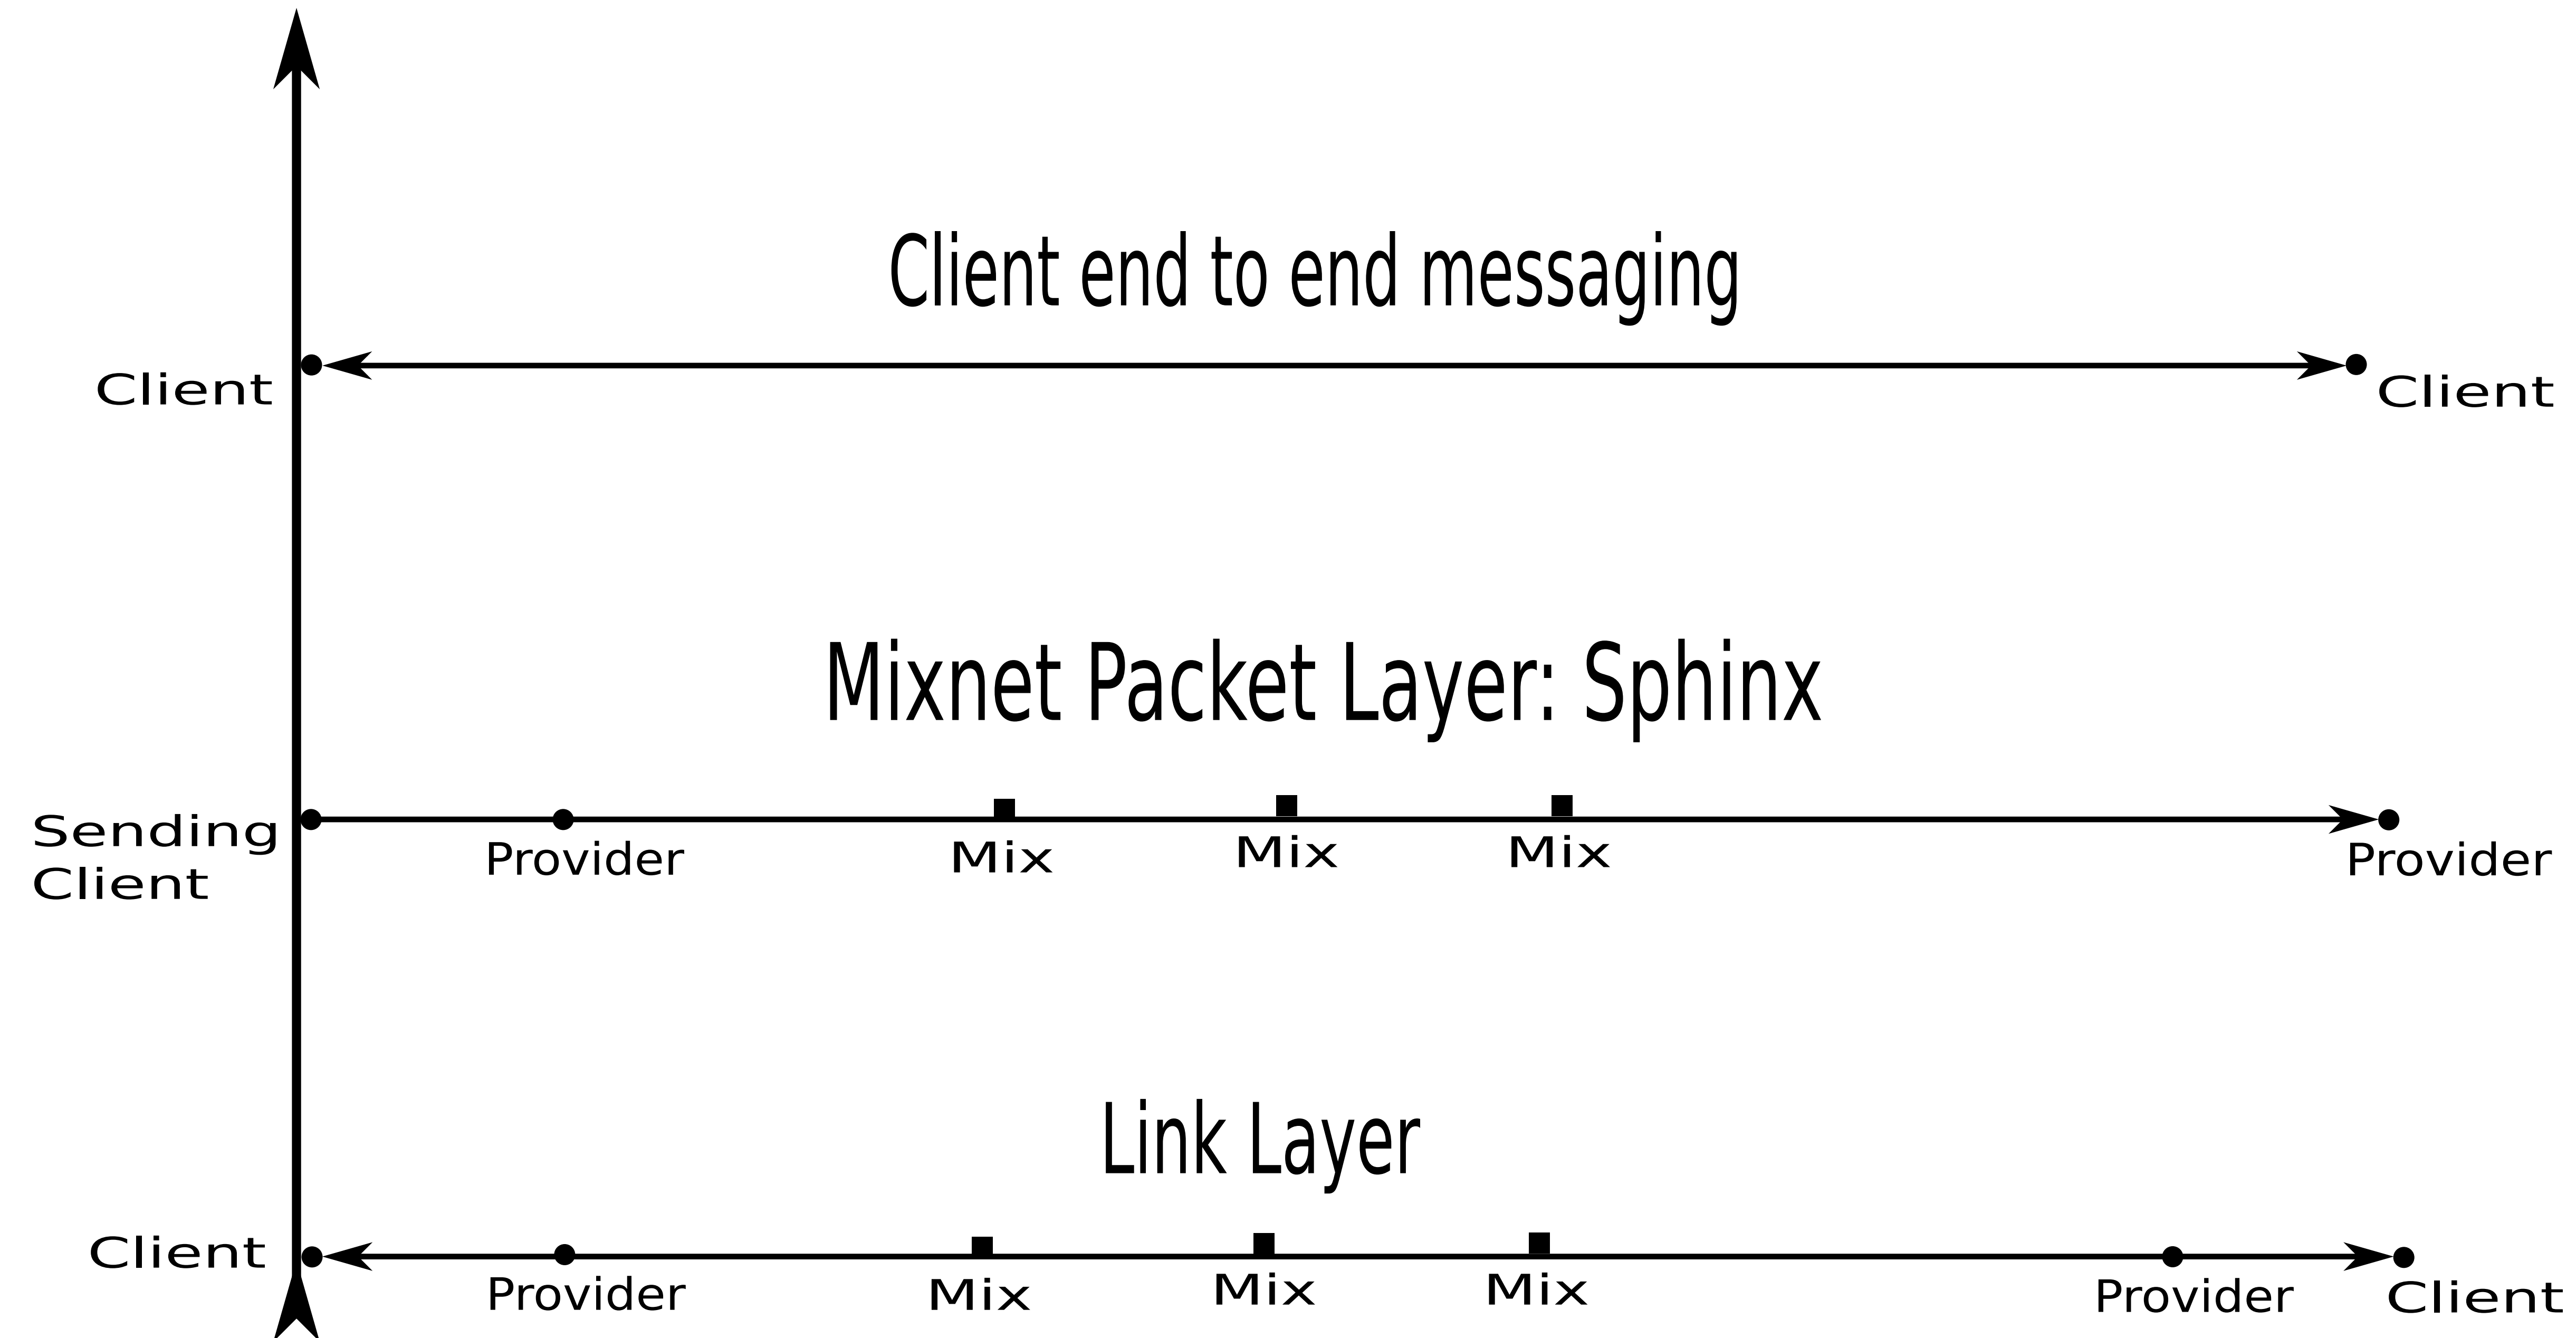 Client end to end messaging
Client
Client
Mixnet Packet Layer: Sphinx
Sending
Client
Provider
Mix
Mix
Mix
Provider
Link Layer
Client
Provider
Mix
Mix
Mix
Provider
Client